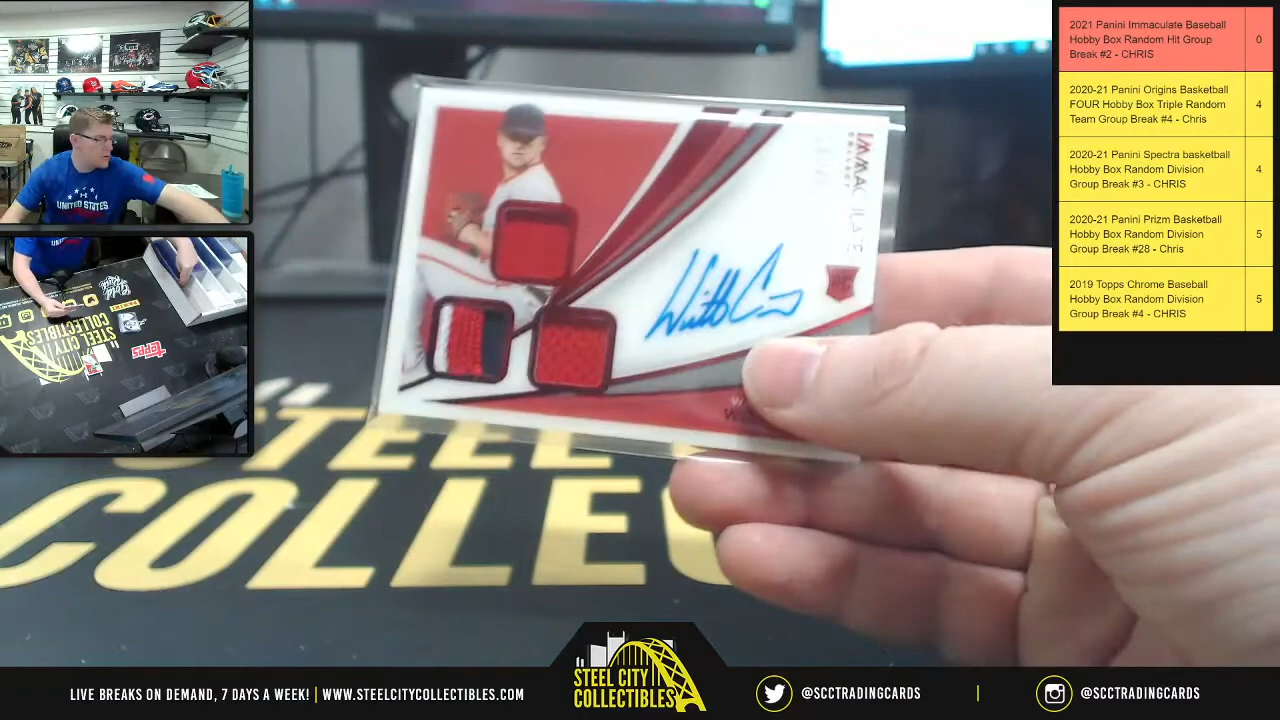 2021 Panini Immaculate Baseball
Hobby Box Random Hit Group
Break #2 - CHRIS
0
2020-21 Panini Origins Basketball
FOUR Hobby Box Triple Random
Team Group Break #4 - Chris
4
2020-21 Panini Spectra basketball
Hobby Box Random Division
Group Break #3 - CHRIS
4
2020-21 Panini Prizm Basketball
Hobby Box Random Division
Group Break #28 - Chris
5
2019 Topps Chrome Baseball
Hobby Box Random Division
Group Break #4 - CHRIS
5
UNITED STATES
IMMACULATE
STEEL
COLLEC
STEEL CITY
COLLECTIBLES
topps
LIVE BREAKS ON DEMAND, 7 DAYS A WEEK! | WWW.STEELCITYCOLLECTIBLES.COM
STEEL CITY
COLLECTIBLES
@SCCTRADINGCARDS
@SCCTRADINGCARDS